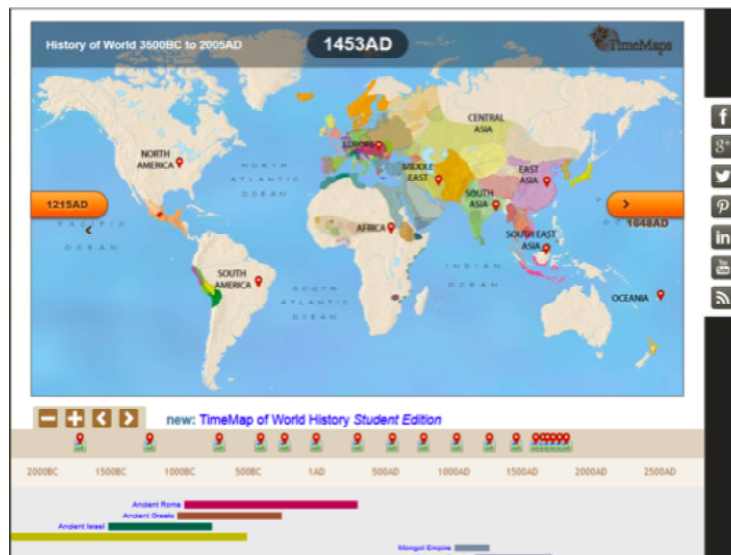 History of World 3500BC to 2005AD
1453AD
TimeMaps
NORTH AMERICA
EUROPE
CENTRAL ASIA
MIDDLE EAST
EAST ASIA
SOUTH ASIA
NORTH ATLANTIC OCEAN
1215AD
1648AD
PACIFIC OCEAN
AFRICA
SOUTH EAST ASIA
SOUTH AMERICA
INDIAN OCEAN
SOUTH ATLANTIC OCEAN
OCEANIA
new: TimeMap of World History Student Edition
2000BC 1500BC 1000BC 500BC 1AD 500AD 1000AD 1500AD 2000AD 2500AD
Ancient Rome
Ancient Greeks
Ancient Israel
Mongol Empire